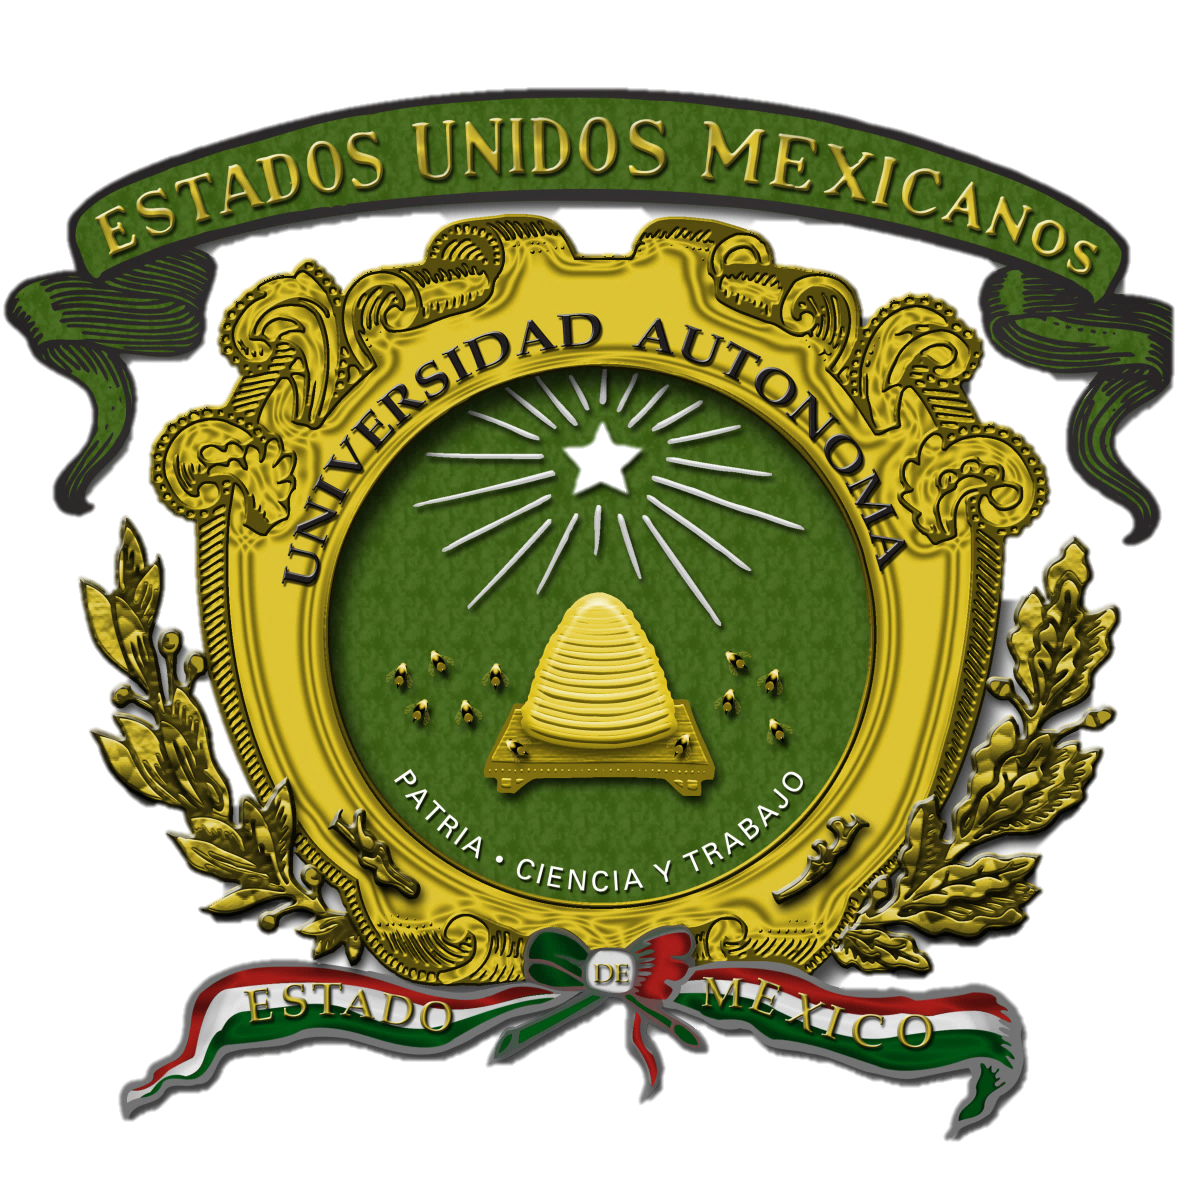 ESTADOS UNIDOS MEXICANOS
UNIVERSIDAD AUTONOMA
PATRIA • CIENCIA Y TRABAJO
ESTADO DE MEXICO